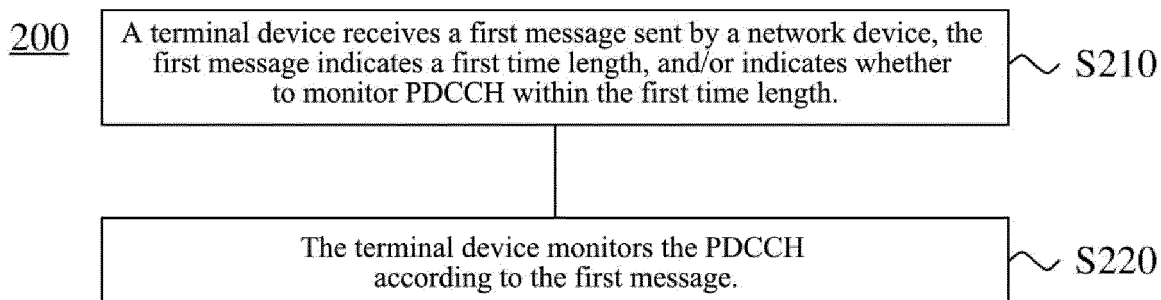 200
A terminal device receives a first message sent by a network device, the
first message indicates a first time length, and/or indicates whether
to monitor PDCCH within the first time length.
S210
The terminal device monitors the PDCCH
according to the first message.
S220